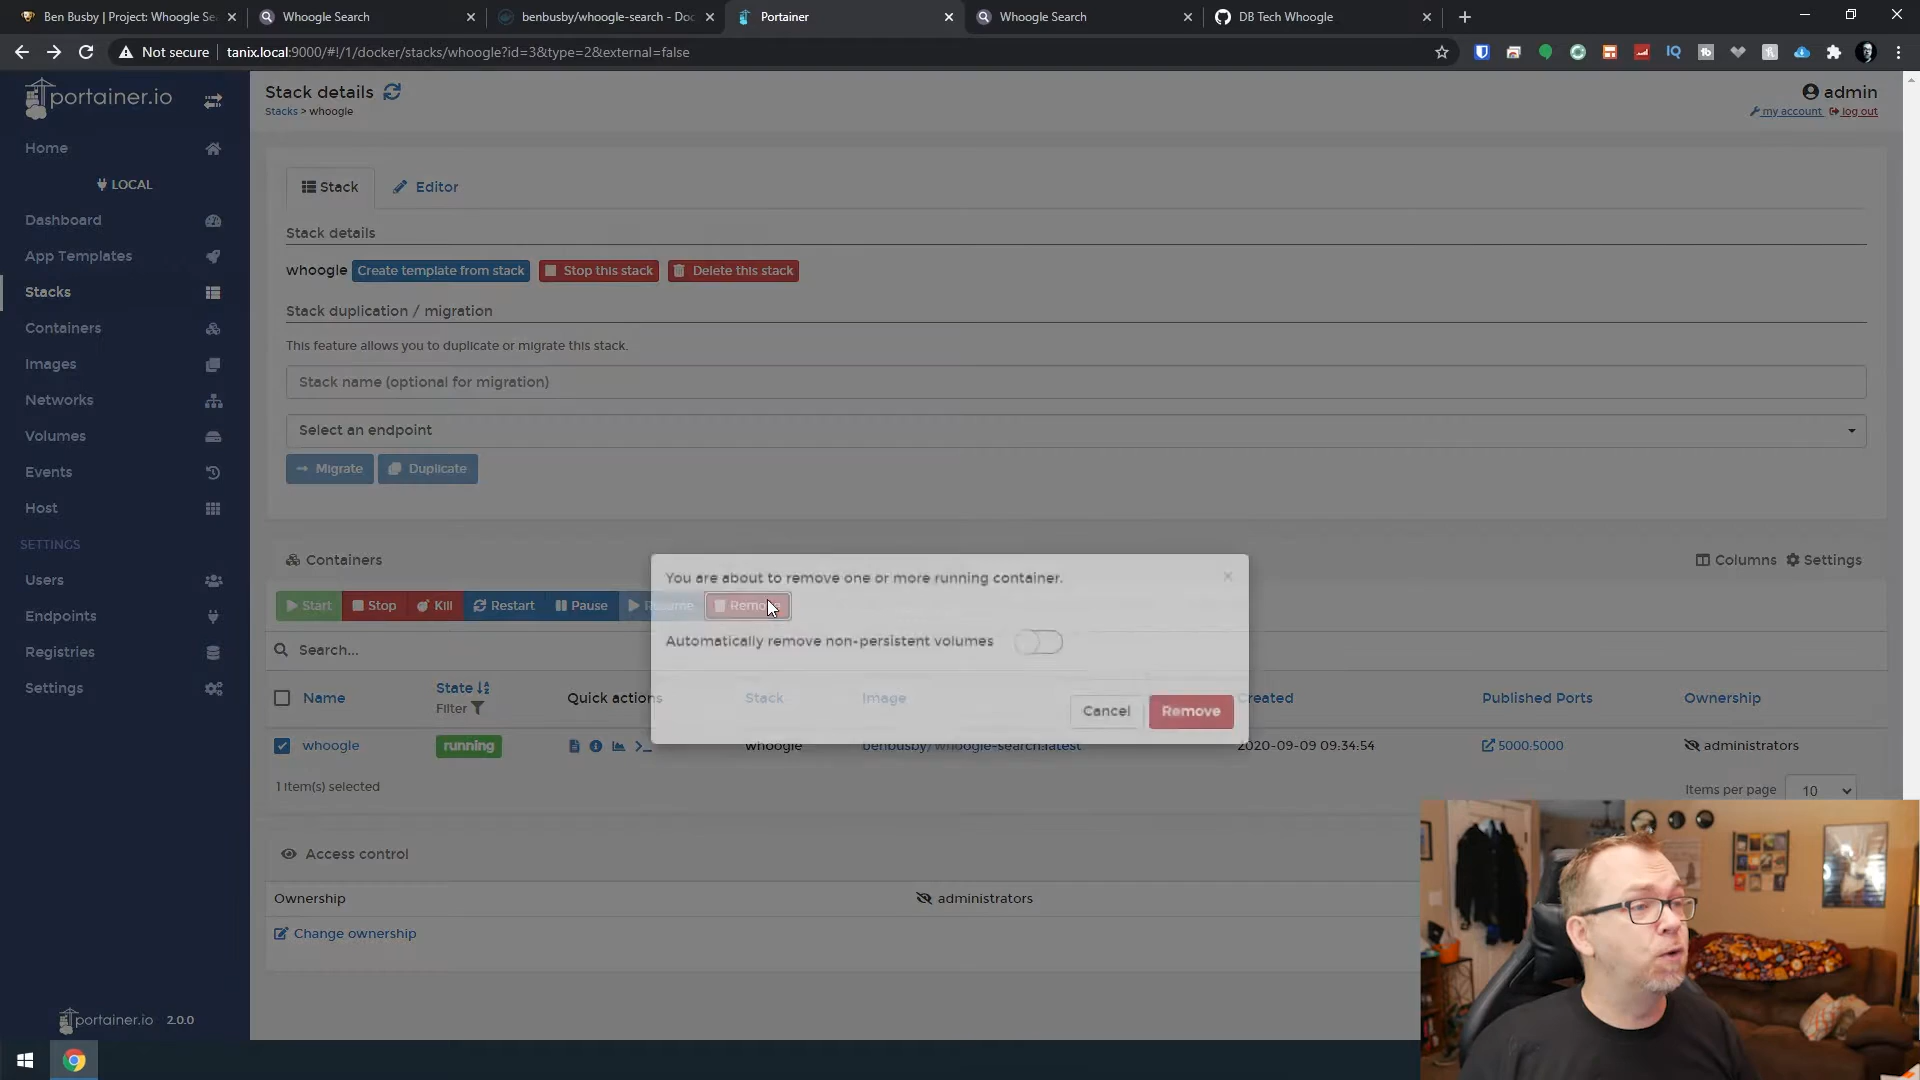 Ben Busby | Project: Whoogle Se
Whoogle Search
benbusby/whoogle-search - Doc
Portainer
Whoogle Search
DB Tech Whoogle
Not secure
tanix.local:9000/#!/1/docker/stacks/whoogle?id=3&type=2&external=false
portainer.io
Stack details
Stacks > whoogle
admin
my account
log out
Home
LOCAL
Dashboard
App Templates
Stacks
Containers
Images
Networks
Volumes
Events
Host
SETTINGS
Users
Endpoints
Registries
Settings
portainer.io 2.0.0
Stack
Editor
Stack details
whoogle
Create template from stack
Stop this stack
Delete this stack
Stack duplication / migration
This feature allows you to duplicate or migrate this stack.
Stack name (optional for migration)
Select an endpoint
Migrate
Duplicate
Containers
Columns
Settings
You are about to remove one or more running container.
Start
Stop
Kill
Restart
Pause
Resume
Remove
Automatically remove non-persistent volumes
Search...
Cancel
Remove
Name
State
Filter
Quick actions
Stack
Image
Created
Published Ports
Ownership
whoogle
running
whoogle
benbusby/whoogle-search:latest
2020-09-09 09:34:54
5000:5000
administrators
1 item(s) selected
Items per page
10
Access control
Ownership
administrators
Change ownership